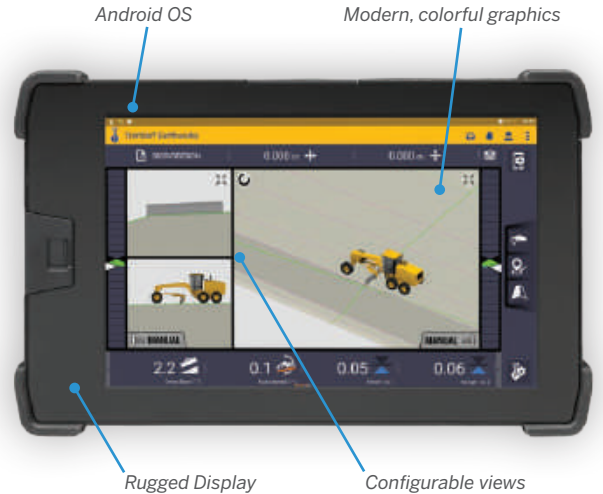 Android OS
Modern, colorful graphics
Earthworks
0.000
0.000
MANUAL
MANUAL
2.2
0.1
0.05
0.06
Rugged Display
Configurable views